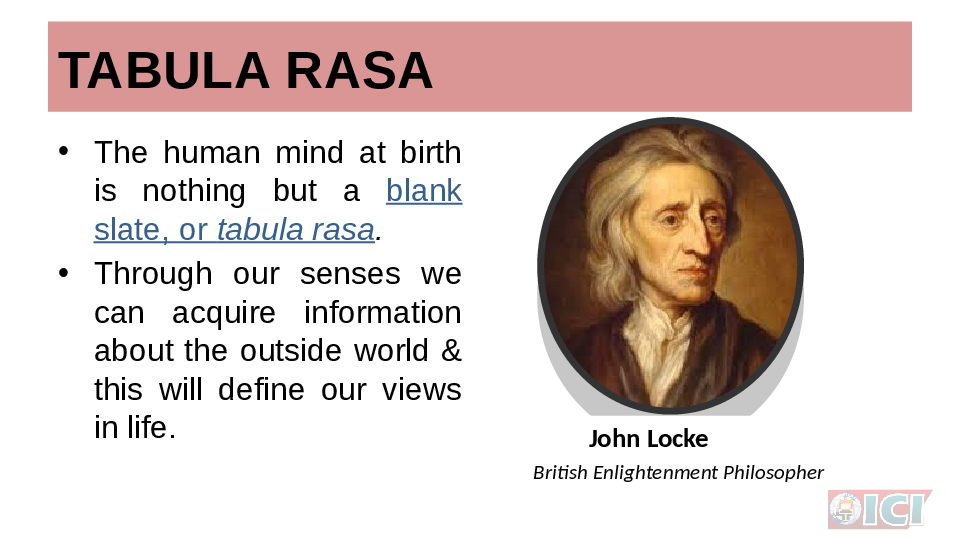 TABULA RASA
• The human mind at birth
is nothing but a blank
slate, or tabula rasa.
• Through our senses we
can acquire information
about the outside world &
this will define our views
in life.
John Locke
British Enlightenment Philosopher
ICI